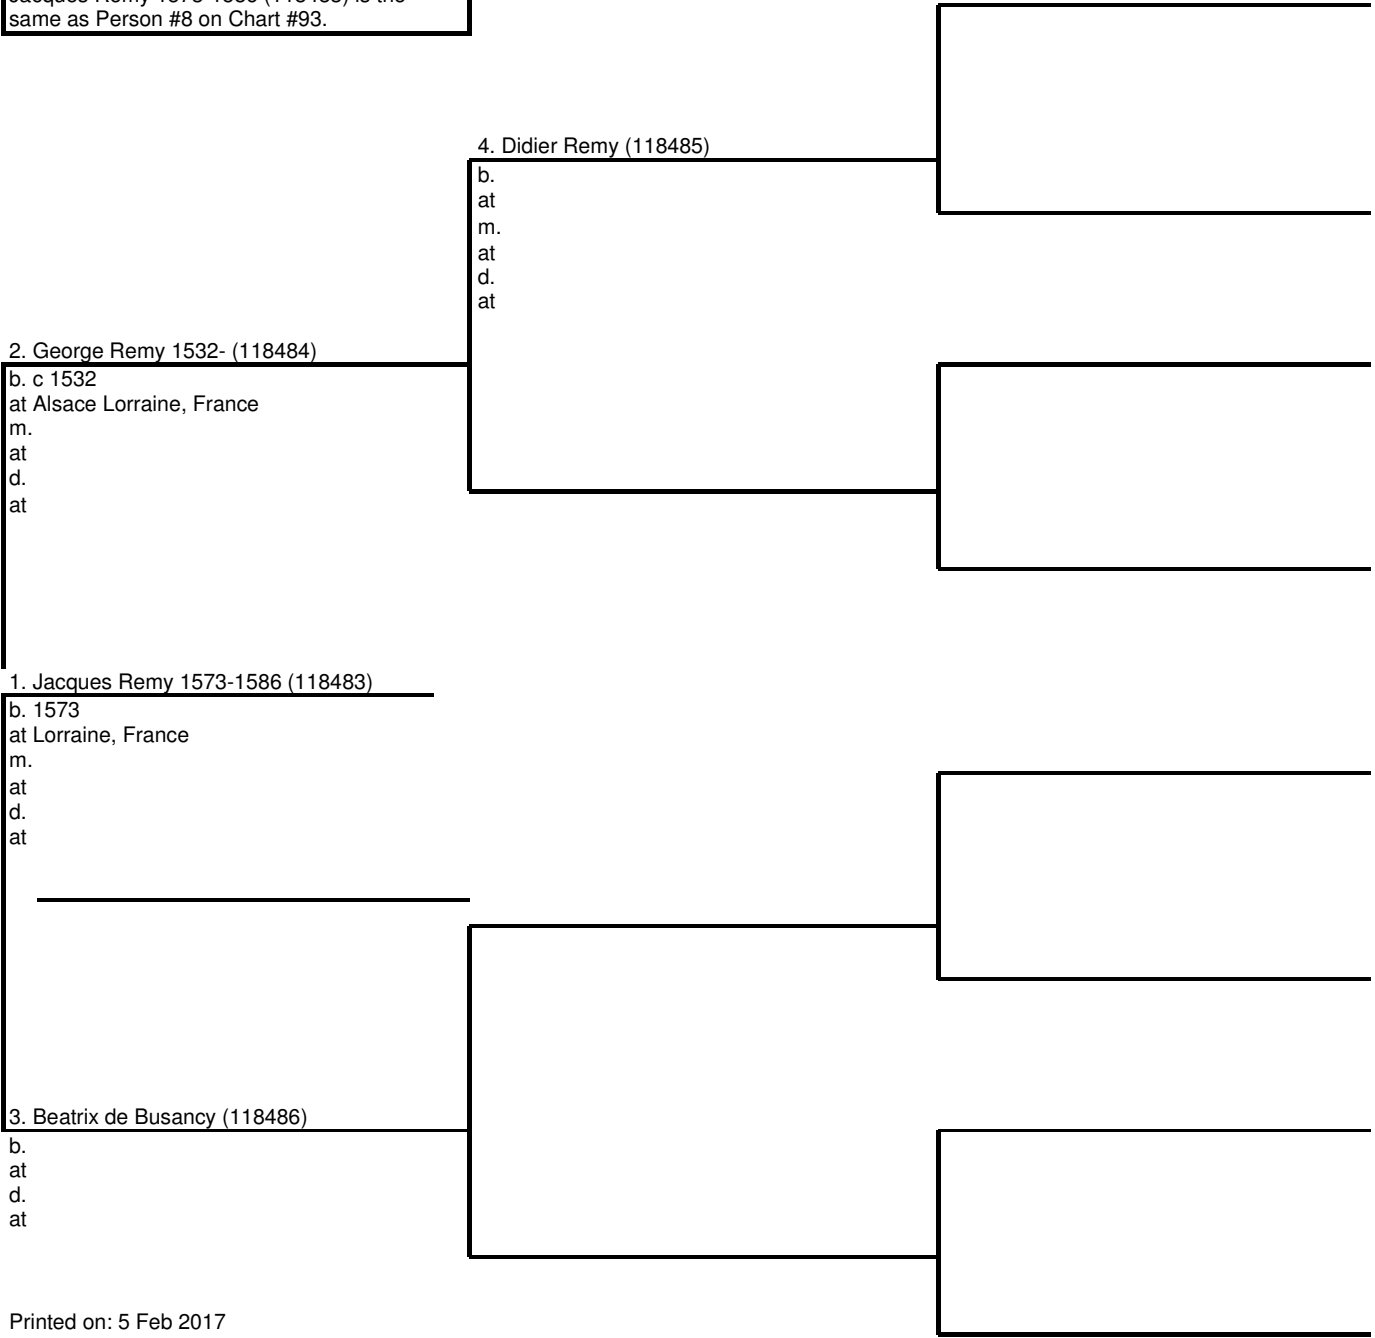 same as Person #8 on Chart #93.
4. Didier Remy (118485)
b.
at
m.
at
d.
at
2. George Remy 1532- (118484)
b. c 1532
at Alsace Lorraine, France
m.
at
d.
at
1. Jacques Remy 1573-1586 (118483)
b. 1573
at Lorraine, France
m.
at
d.
at
3. Beatrix de Busancy (118486)
b.
at
d.
at
Printed on: 5 Feb 2017